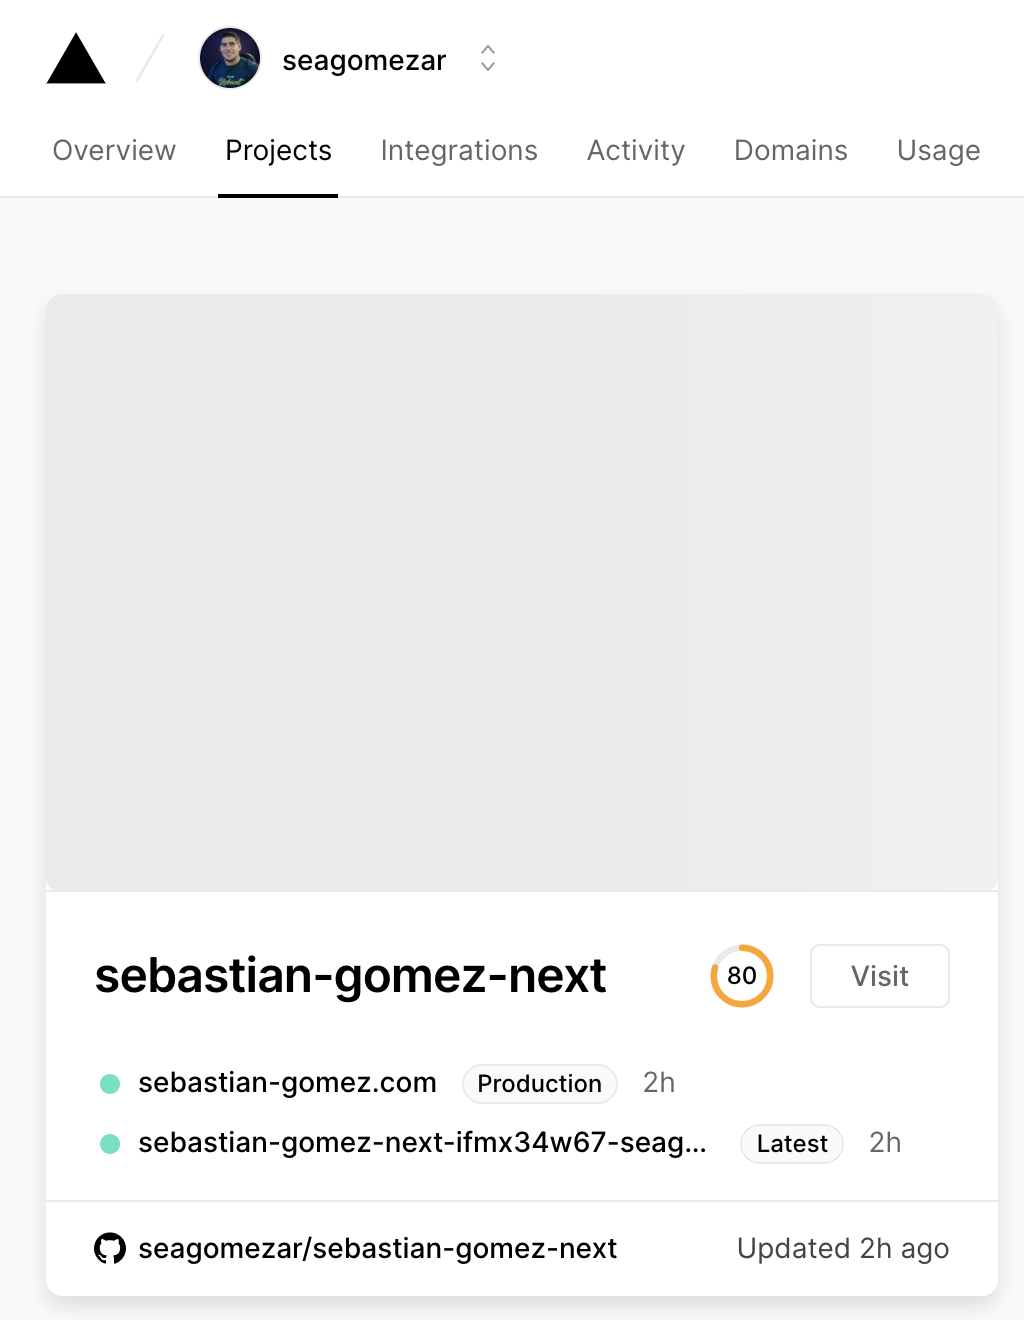 seagomezar
Overview Projects Integrations Activity Domains Usage
sebastian-gomez-next 80 Visit
sebastian-gomez.com Production 2h
sebastian-gomez-next-ifmx34w67-seag... Latest 2h
seagomezar/sebastian-gomez-next Updated 2h ago